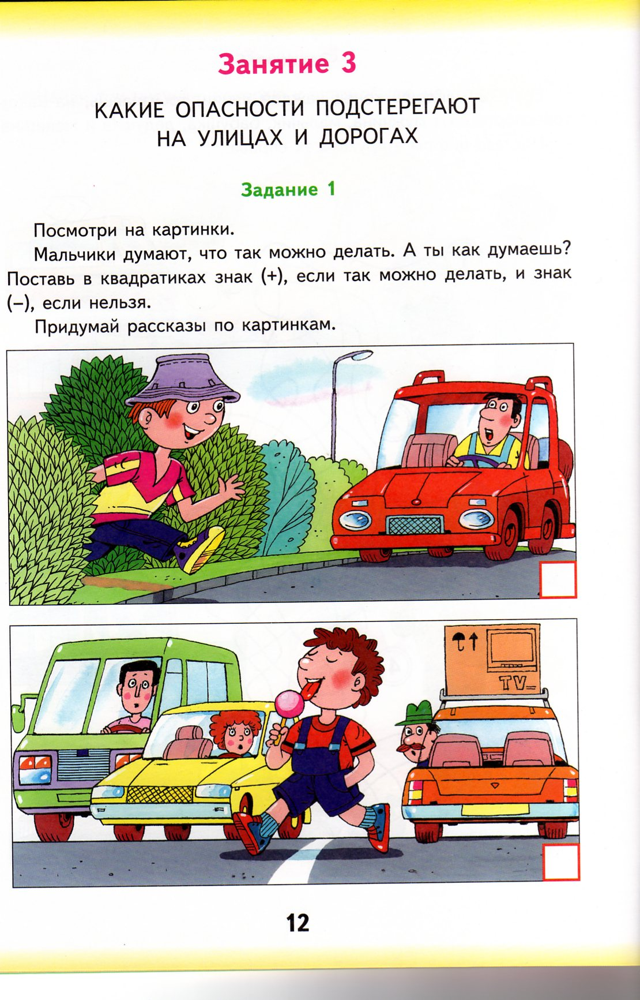 Занятие 3
КАКИЕ ОПАСНОСТИ ПОДСТЕРЕГАЮТ
НА УЛИЦАХ И ДОРОГАХ
Задание 1
Посмотри на картинки.
Мальчики думают, что так можно делать. А ты как думаешь?
Поставь в квадратиках знак (+), если так можно делать, и знак
(–), если нельзя.
Придумай рассказы по картинкам.
TV
12